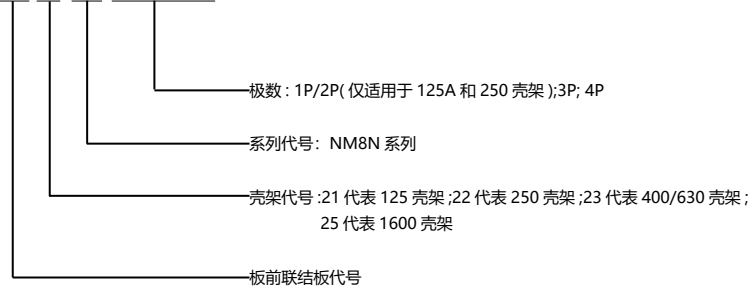 极数 : 1P/2P( 仅适用于 125A 和 250 壳架 );3P; 4P
系列代号：NM8N 系列
壳架代号 :21 代表 125 壳架 ;22 代表 250 壳架 ;23 代表 400/630 壳架 ;
25 代表 1600 壳架
板前联结板代号